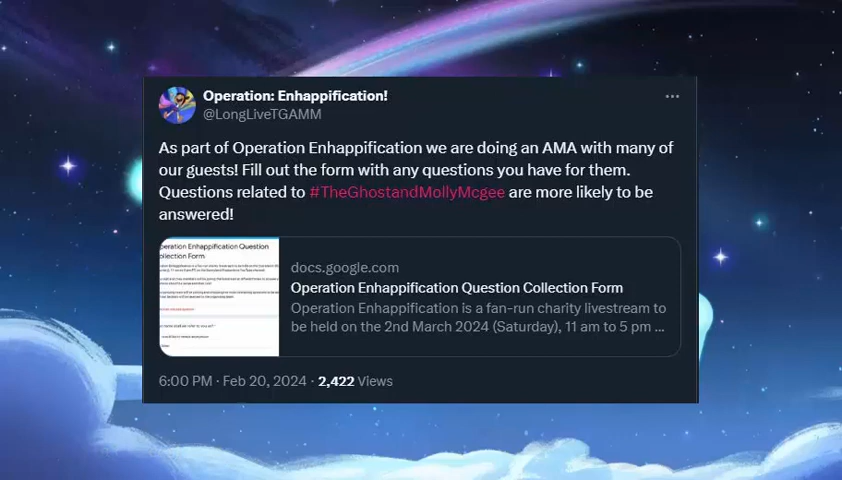 Operation: Enhappification!
@LongLiveTGAMM
As part of Operation Enhappification we are doing an AMA with many of
our guests! Fill out the form with any questions you have for them.
Questions related to #TheGhostandMollyMcgee are more likely to be
answered!
peration Enhappification Question
ollection Form
docs.google.com
Operation Enhappification Question Collection Form
Operation Enhappification is a fan-run charity livestream to
be held on the 2nd March 2024 (Saturday), 11 am to 5 pm ...
6:00 PM · Feb 20, 2024 · 2,422 Views